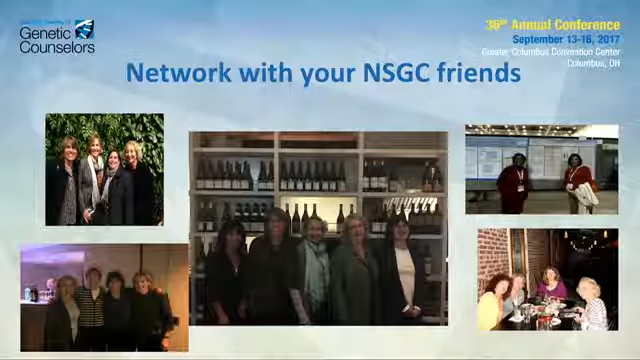 Genetic
Counselors
36th Annual Conference
September 13-16, 2017
Greater Columbus Convention Center
Columbus, OH
Network with your NSGC friends